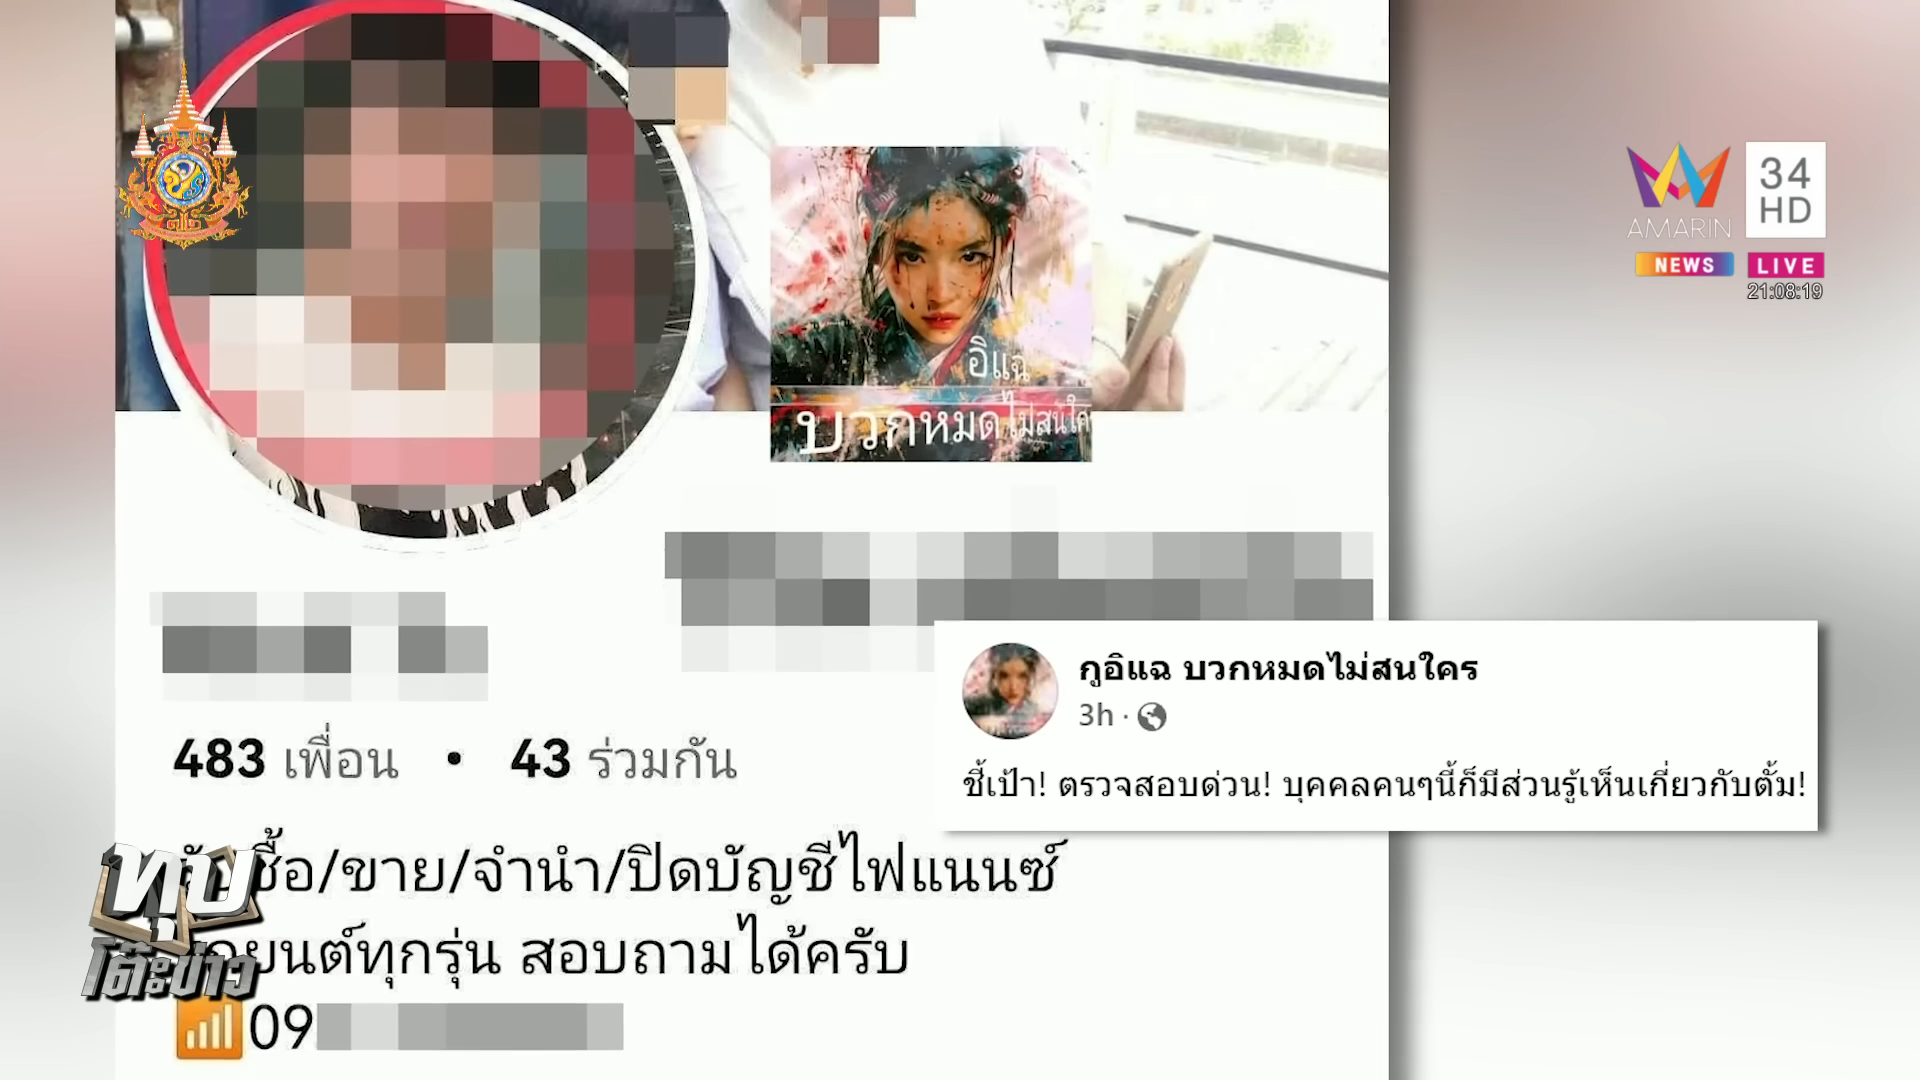 AMARIN
34
HD
NEWS
LIVE
21:08:19
อิแฉ
บวกหมดไม่สนใคร
กูอิแฉ บวกหมดไม่สนใคร
3h
ชี้เป้า! ตรวจสอบด่วน! บุคคลคนๆนี้ก็มีส่วนรู้เห็นเกี่ยวกับตั้ม!
483 เพื่อน • 43 ร่วมกัน
รับซื้อ/ขาย/จำนำ/ปิดบัญชีไฟแนนซ์
รถยนต์ทุกรุ่น สอบถามได้ครับ
09
ทุบ
โต๊ะข่าว